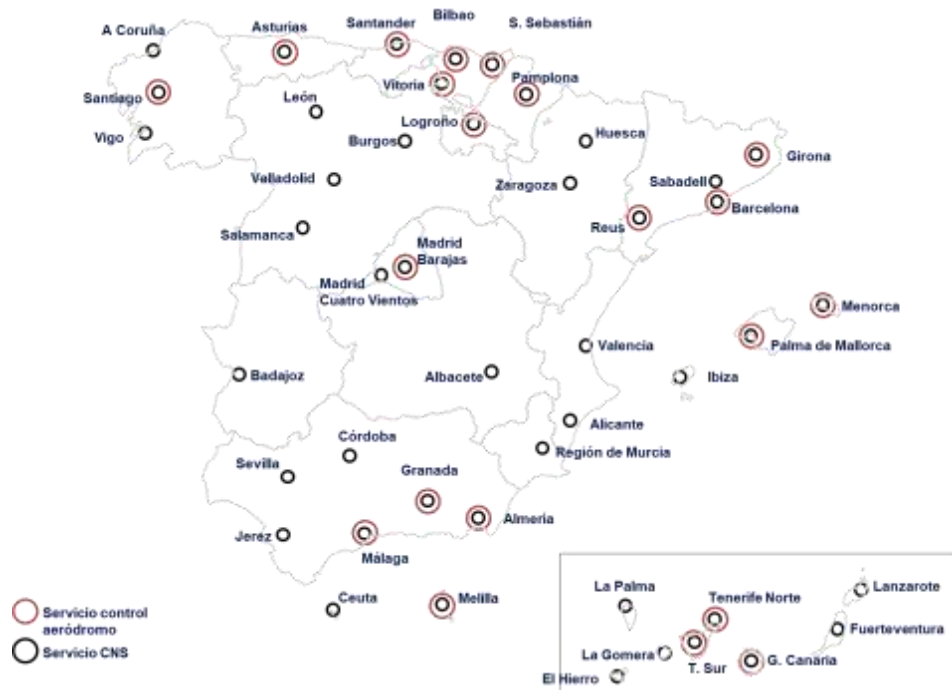 A Coruña
Asturias
Santander
Bilbao
S. Sebastián
Santiago
León
Vitoria
Pamplona
Vigo
Burgos
Logroño
Huesca
Girona
Valladolid
Zaragoza
Sabadell
Barcelona
Salamanca
Reus
Madrid
Barajas
Madrid
Cuatro Vientos
Menorca
Palma de Mallorca
Valencia
Ibiza
Badajoz
Albacete
Alicante
Región de Murcia
Córdoba
Sevilla
Granada
Almería
Jerez
Málaga
Ceuta
Melilla
La Palma
Tenerife Norte
Lanzarote
Fuerteventura
La Gomera
T. Sur
G. Canaria
El Hierro
Servicio control
aeródromo
Servicio CNS